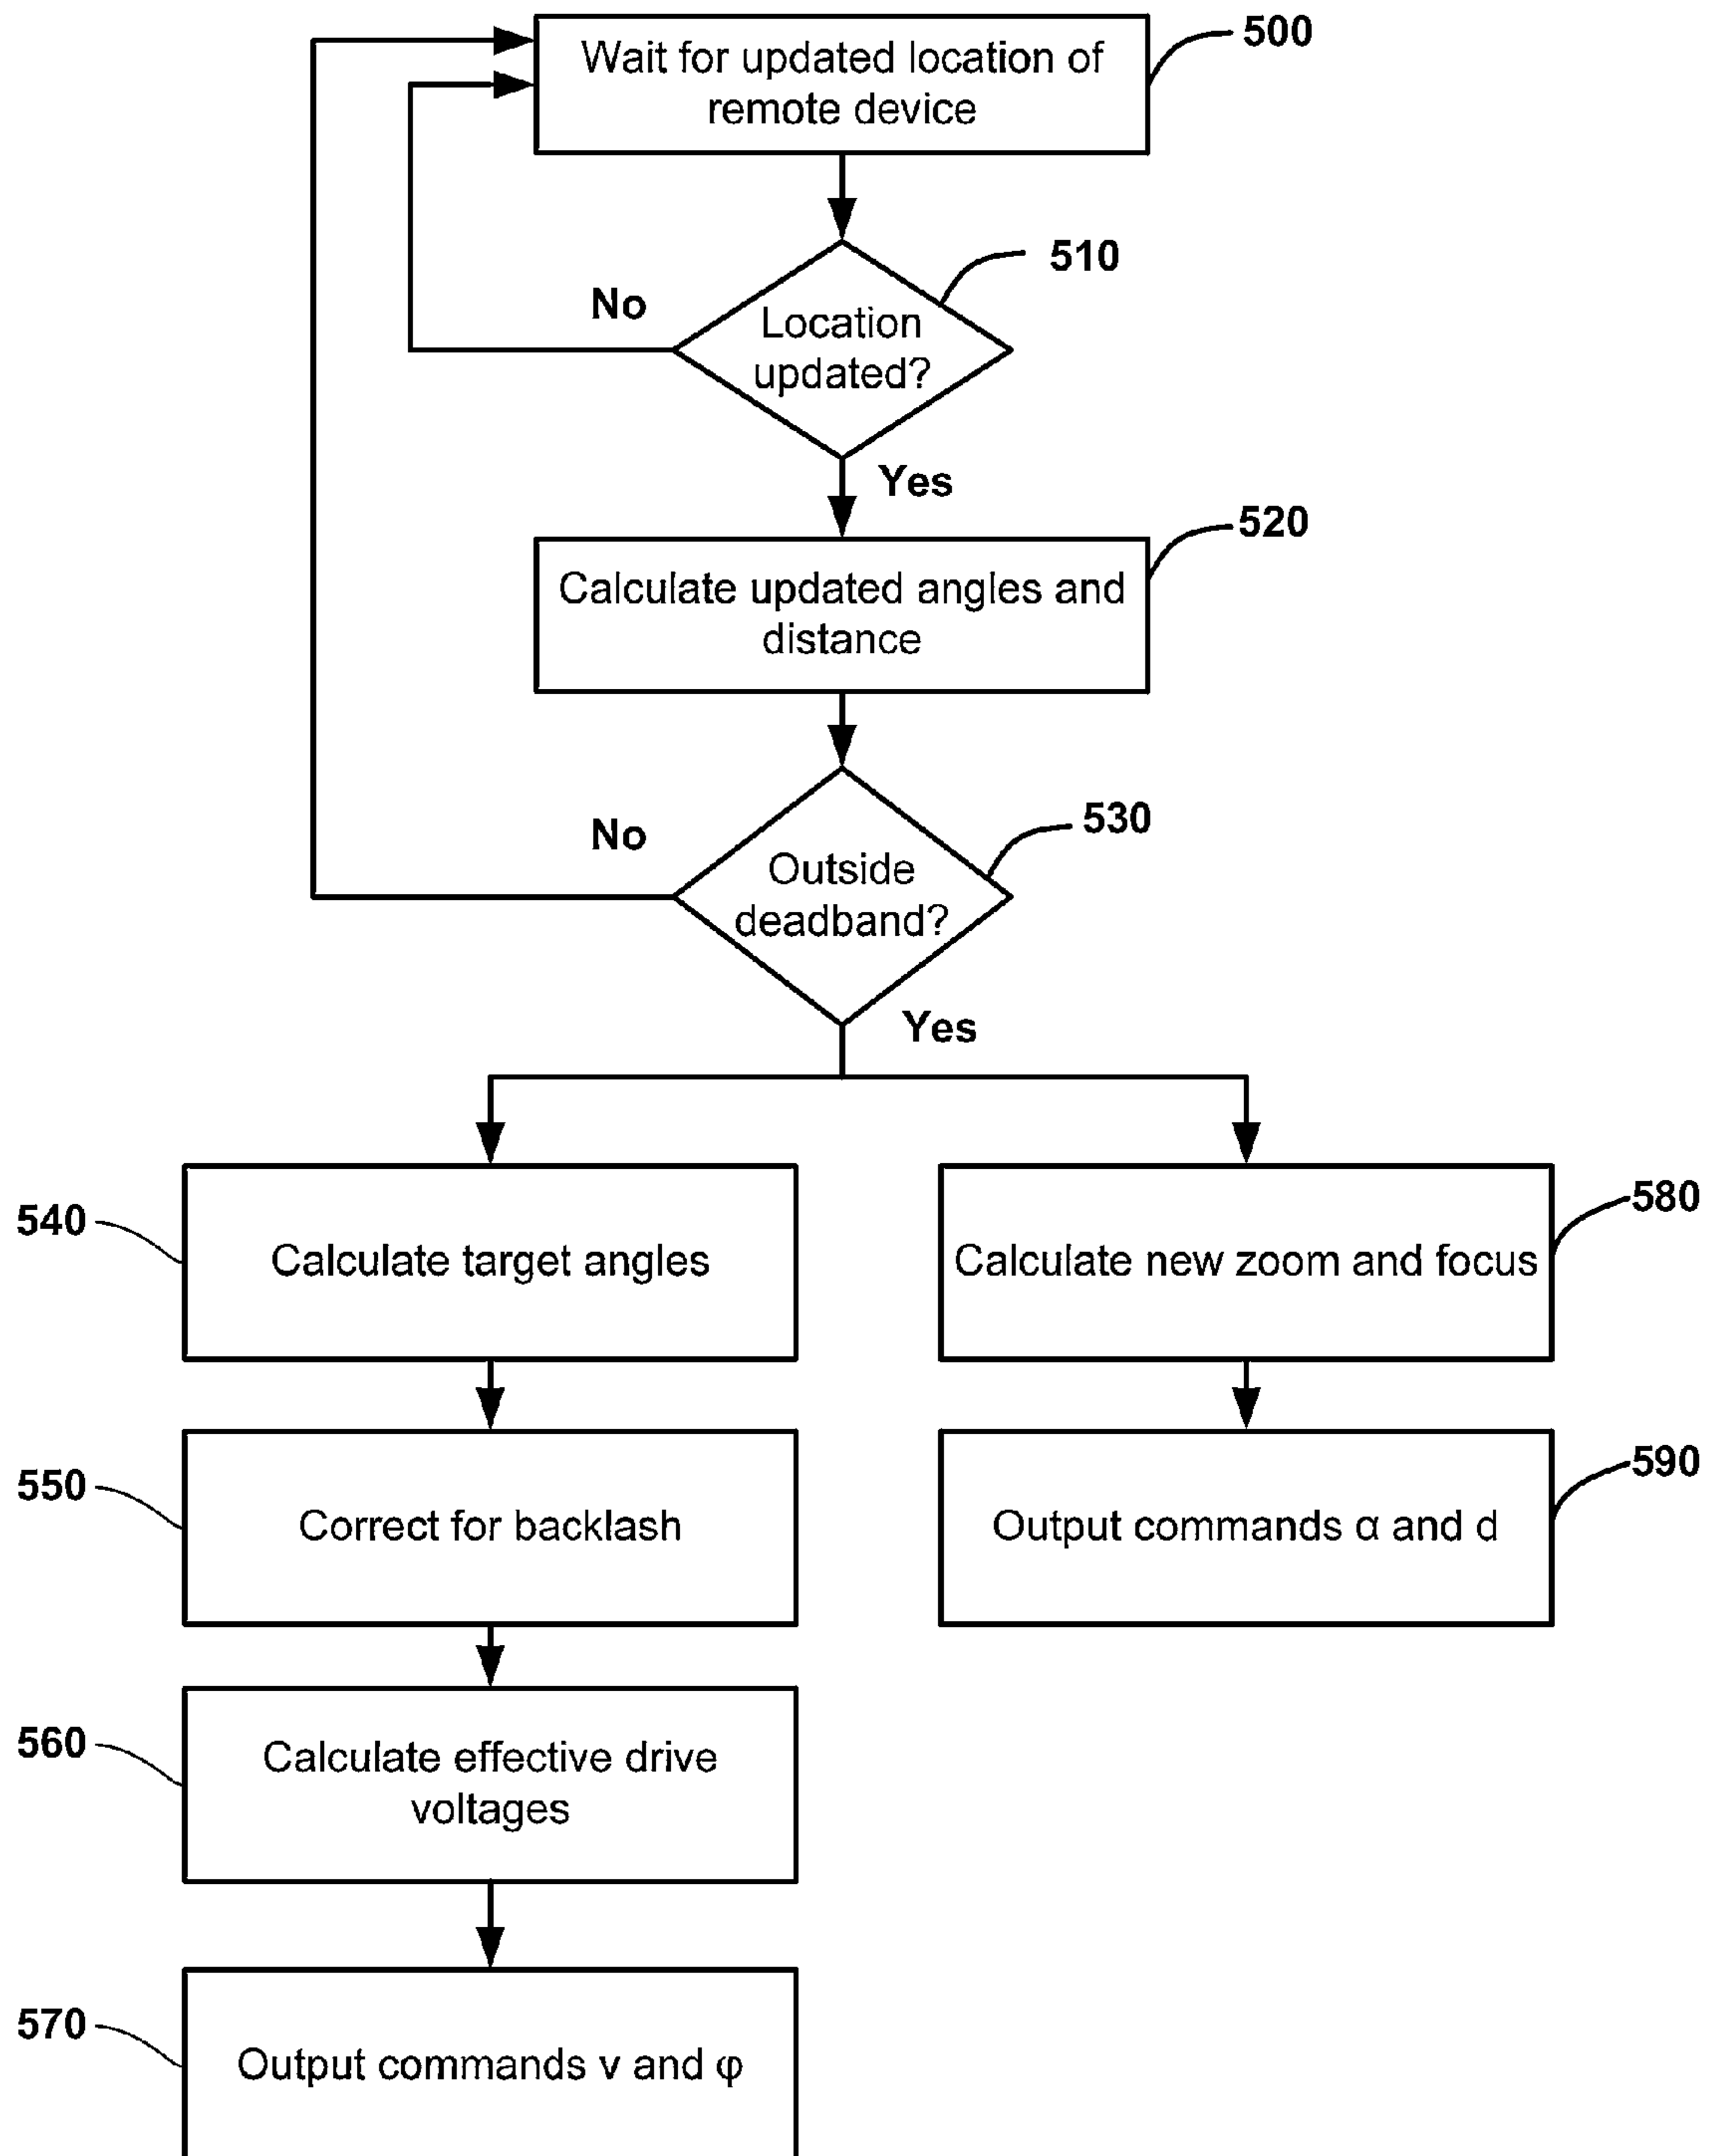 Wait for updated location of
remote device
500
510
No
Location
updated?
Yes
520
Calculate updated angles and
distance
530
No
Outside
deadband?
Yes
540
Calculate target angles
580
Calculate new zoom and focus
550
Correct for backlash
590
Output commands α and d
560
Calculate effective drive
voltages
570
Output commands v and φ